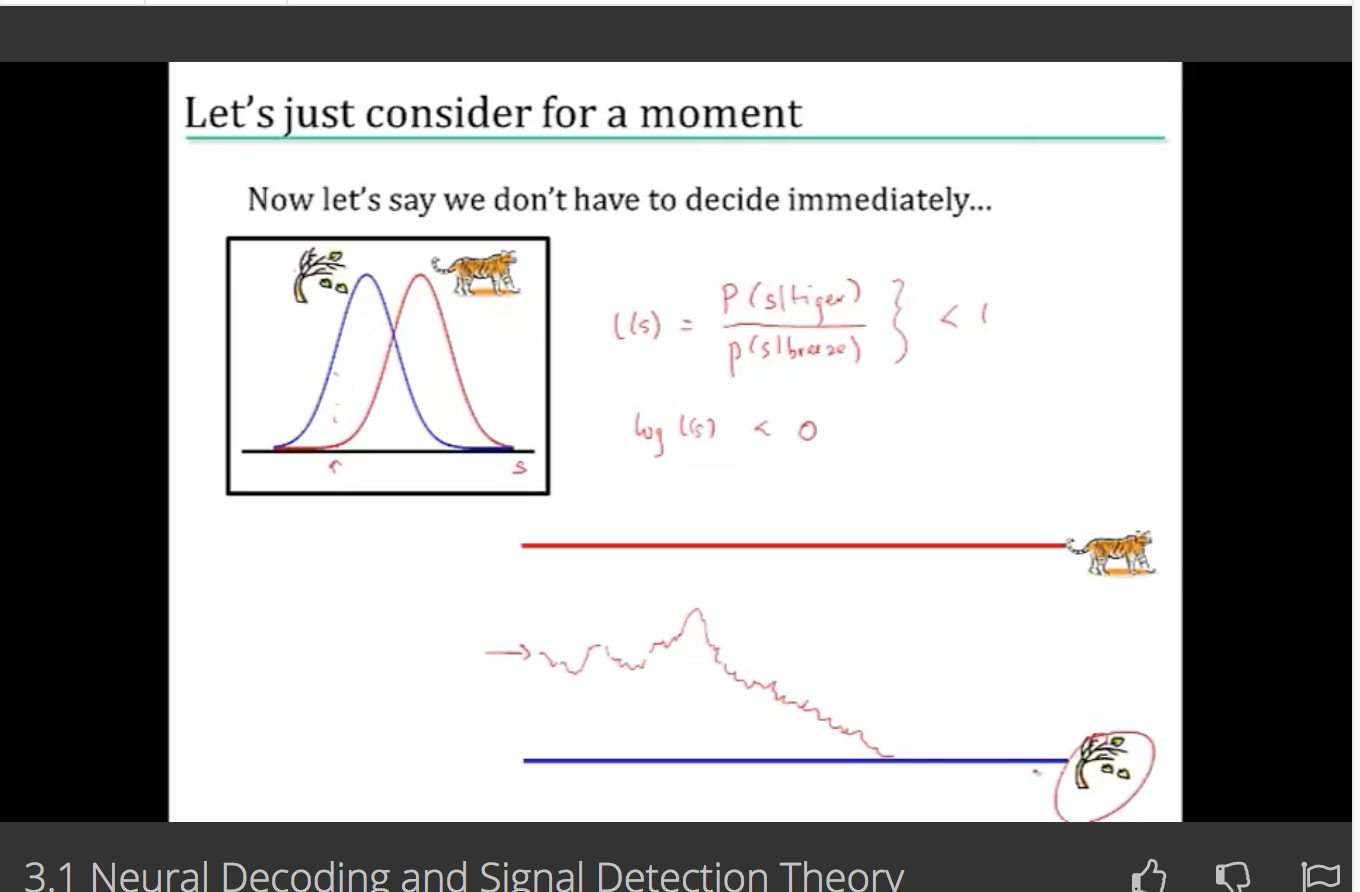 Let's just consider for a moment
Now let's say we don't have to decide immediately...
l(s) = P(s|tiger) / p(s|breeze) } < 1
log l(s) < 0
s
3.1 Neural Decoding and Signal Detection Theory